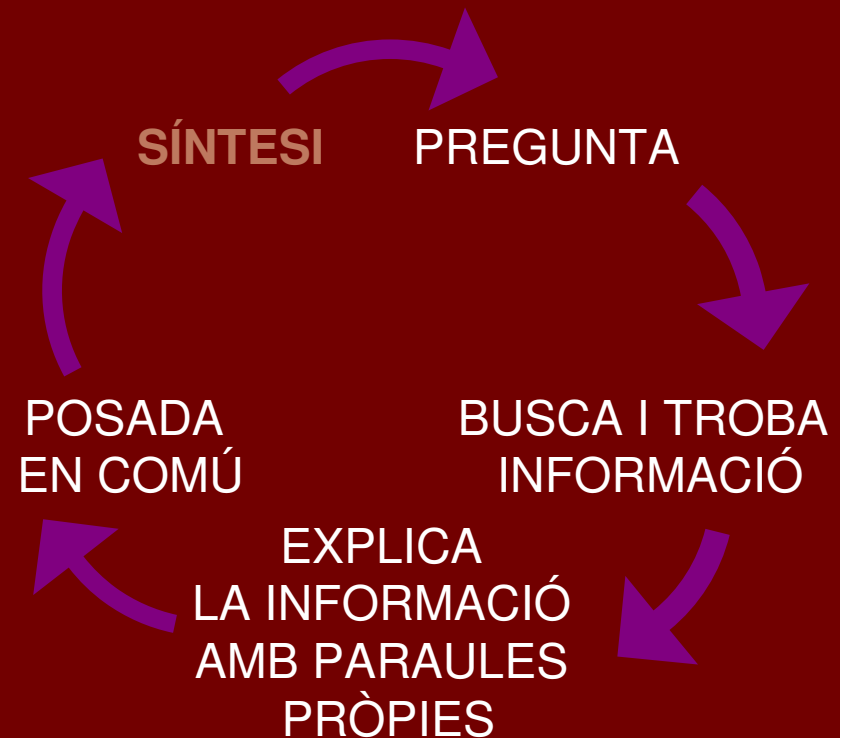 SÍNTESI
PREGUNTA
BUSCA I TROBA
INFORMACIÓ
EXPLICA
LA INFORMACIÓ
AMB PARAULES
PRÒPIES
POSADA
EN COMÚ